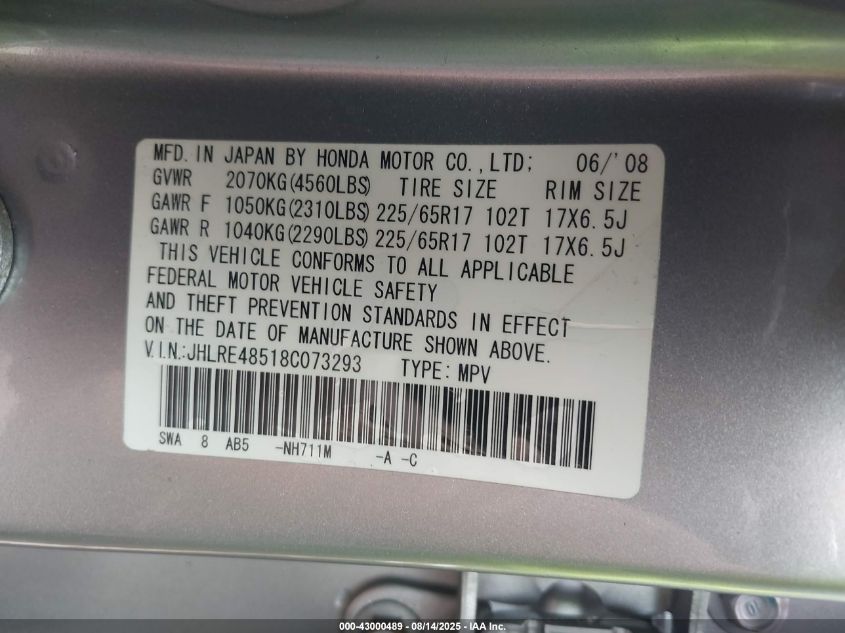 MFD. IN JAPAN BY HONDA MOTOR CO.,LTD; 06/'08
GVWR 2070KG(4560LBS) TIRE SIZE RIM SIZE
GAWR F 1050KG(2310LBS) 225/65R17 102T 17X6.5J
GAWR R 1040KG(2290LBS) 225/65R17 102T 17X6.5J
THIS VEHICLE CONFORMS TO ALL APPLICABLE
FEDERAL MOTOR VEHICLE SAFETY
AND THEFT PREVENTION STANDARDS IN EFFECT
ON THE DATE OF MANUFACTURE SHOWN ABOVE.
V.I.N.:JHLRE48518C073293 TYPE: MPV
SWA 8 AB5 -NH711M -A -C
000-43000489 - 08/14/2025 - IAA Inc.